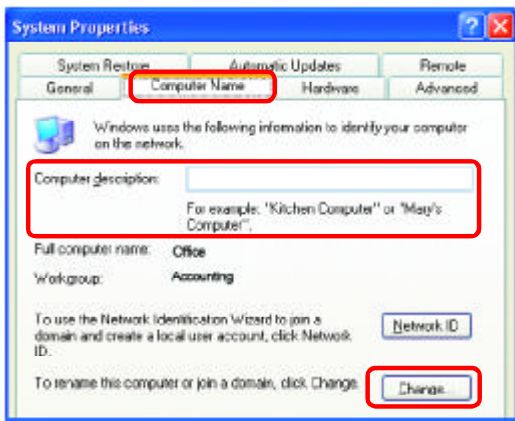 System Properties
System Restore Automatic Updates Remote
General Computer Name Hardware Advanced
Windows uses the following information to identify your computer
on the network.
Computer description:
For example: "Kitchen Computer" or "Mary's
Computer".
Full computer name: Office
Workgroup: Accounting
To use the Network Identification Wizard to join a
domain and create a local user account, click Network
ID.
Network ID
To rename this computer or join a domain, click Change.
Change...